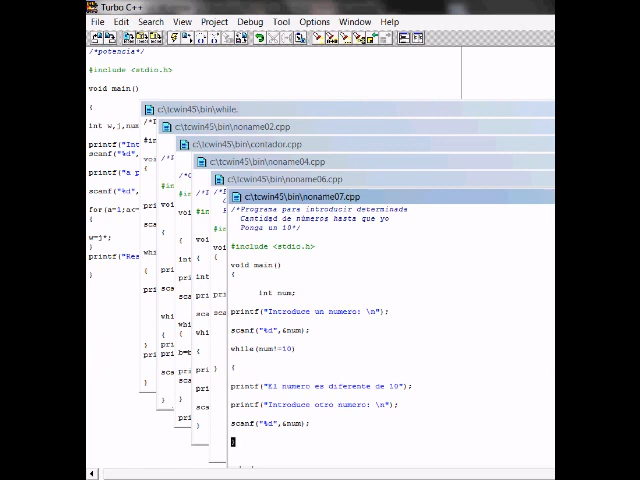 Turbo C++
File Edit Search View Project Debug Tool Options Window Help
/*potencia*/
#include <stdio.h>
void main()
{
int w,j,num
printf("Int
scanf("%d",
printf("a p
scanf("%d",
for(a=1;a<=
{
w=j*;
}
printf("Res
}
c:\tcwin45\bin\while.
c:\tcwin45\bin\noname02.cpp
c:\tcwin45\bin\contador.cpp
c:\tcwin45\bin\noname04.cpp
c:\tcwin45\bin\noname06.cpp
c:\tcwin45\bin\noname07.cpp
/*Programa para introducir determinada
Cantidad de números hasta que yo
Ponga un 10*/
#include <stdio.h>
void main()
{
int num;
printf("Introduce un numero: \n");
scanf("%d",&num);
while(num!=10)
{
printf("El numero es diferente de 10");
printf("Introduce otro numero: \n");
scanf("%d",&num);
}